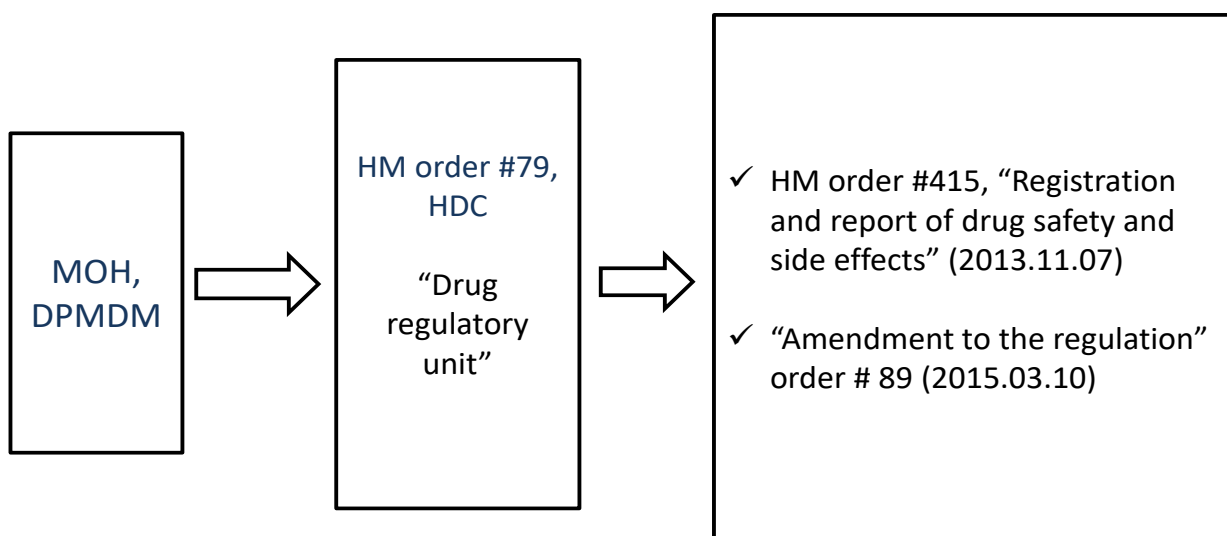 MOH,
DPMDM
HM order #79,
HDC
“Drug
regulatory
unit”
✓ HM order #415, “Registration
and report of drug safety and
side effects” (2013.11.07)
✓ “Amendment to the regulation”
order # 89 (2015.03.10)